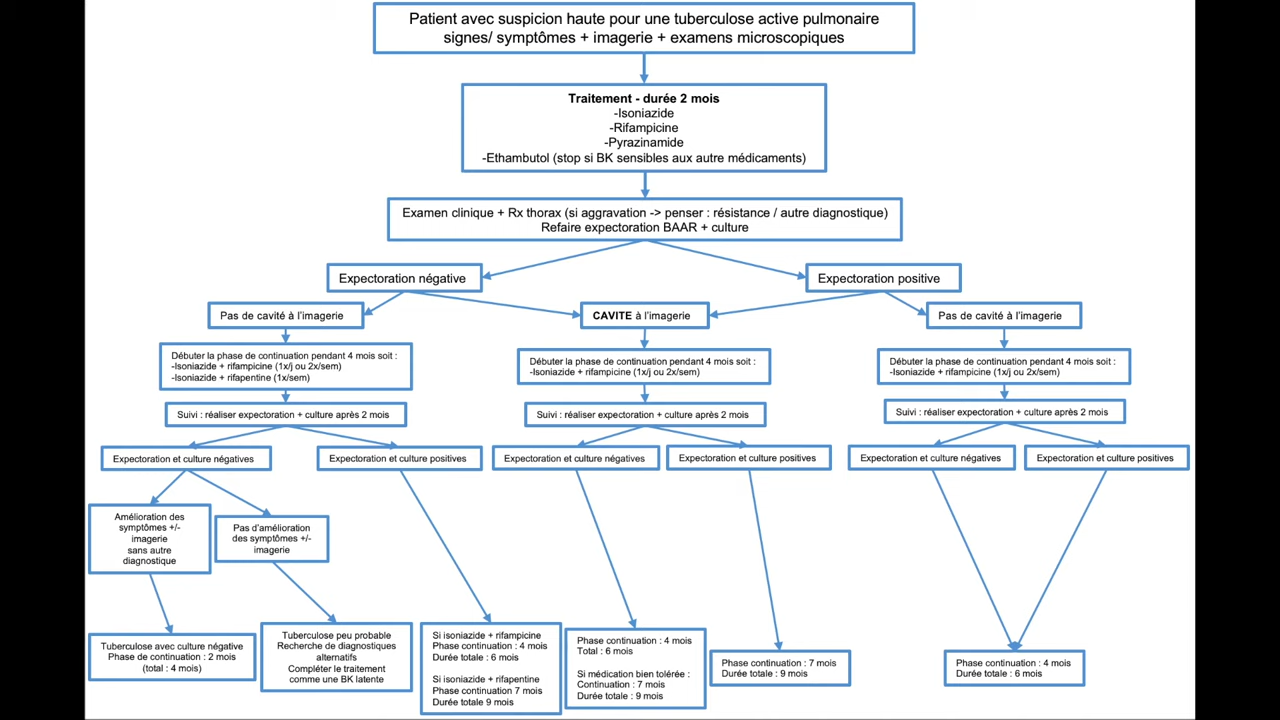 Patient avec suspicion haute pour une tuberculose active pulmonaire
signes/ symptômes + imagerie + examens microscopiques
Traitement - durée 2 mois
-Isoniazide
-Rifampicine
-Pyrazinamide
-Ethambutol (stop si BK sensibles aux autre médicaments)
Examen clinique + Rx thorax (si aggravation -> penser : résistance / autre diagnostique)
Refaire expectoration BAAR + culture
Expectoration négative
Expectoration positive
Pas de cavité à l'imagerie
CAVITE à l'imagerie
Pas de cavité à l'imagerie
Débuter la phase de continuation pendant 4 mois soit :
-Isoniazide + rifampicine (1x/j ou 2x/sem)
-Isoniazide + rifapentine (1x/sem)
Débuter la phase de continuation pendant 4 mois soit :
-Isoniazide + rifampicine (1x/j ou 2x/sem)
Débuter la phase de continuation pendant 4 mois soit :
-Isoniazide + rifampicine (1x/j ou 2x/sem)
Suivi : réaliser expectoration + culture après 2 mois
Suivi : réaliser expectoration + culture après 2 mois
Suivi : réaliser expectoration + culture après 2 mois
Expectoration et culture négatives
Expectoration et culture positives
Expectoration et culture négatives
Expectoration et culture positives
Expectoration et culture négatives
Expectoration et culture positives
Amélioration des
symptômes +/-
imagerie
sans autre
diagnostique
Pas d'amélioration
des symptômes +/-
imagerie
Tuberculose avec culture négative
Phase de continuation : 2 mois
(total : 4 mois)
Tuberculose peu probable
Recherche de diagnostiques
alternatifs
Compléter le traitement
comme une BK latente
Si isoniazide + rifampicine
Phase continuation : 4 mois
Durée totale : 6 mois
Si isoniazide + rifapentine
Phase continuation 7 mois
Durée totale 9 mois
Phase continuation : 4 mois
Total : 6 mois
Si médication bien tolérée :
Continuation : 7 mois
Durée totale : 9 mois
Phase continuation : 7 mois
Durée totale : 9 mois
Phase continuation : 4 mois
Durée totale : 6 mois